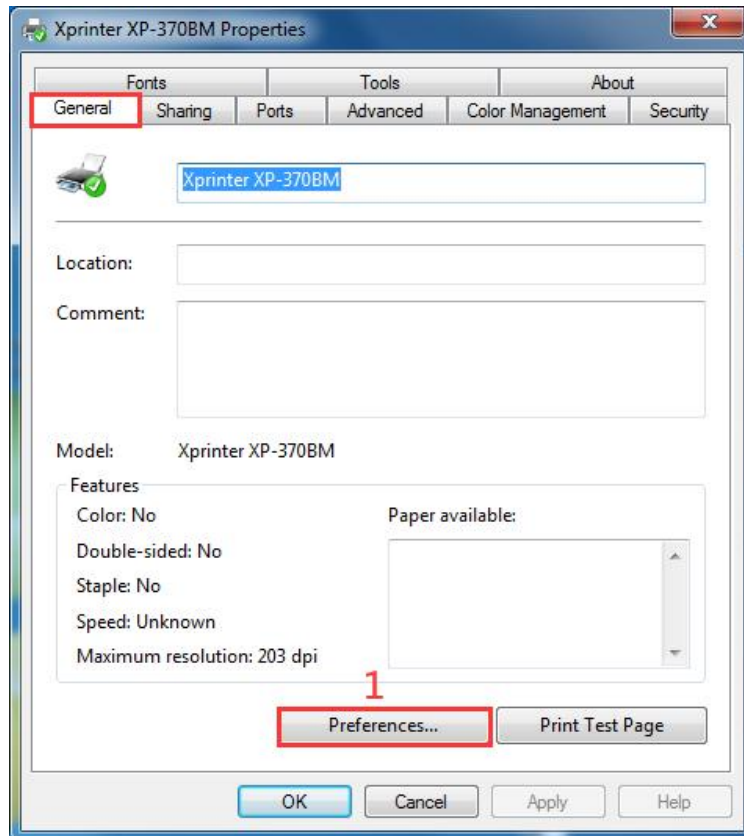 Xprinter XP-370BM Properties
Fonts Tools About
General Sharing Ports Advanced Color Management Security
Xprinter XP-370BM
Location:
Comment:
Model: Xprinter XP-370BM
Features
Color: No Paper available:
Double-sided: No
Staple: No
Speed: Unknown
Maximum resolution: 203 dpi
1
Preferences... Print Test Page
OK Cancel Apply Help